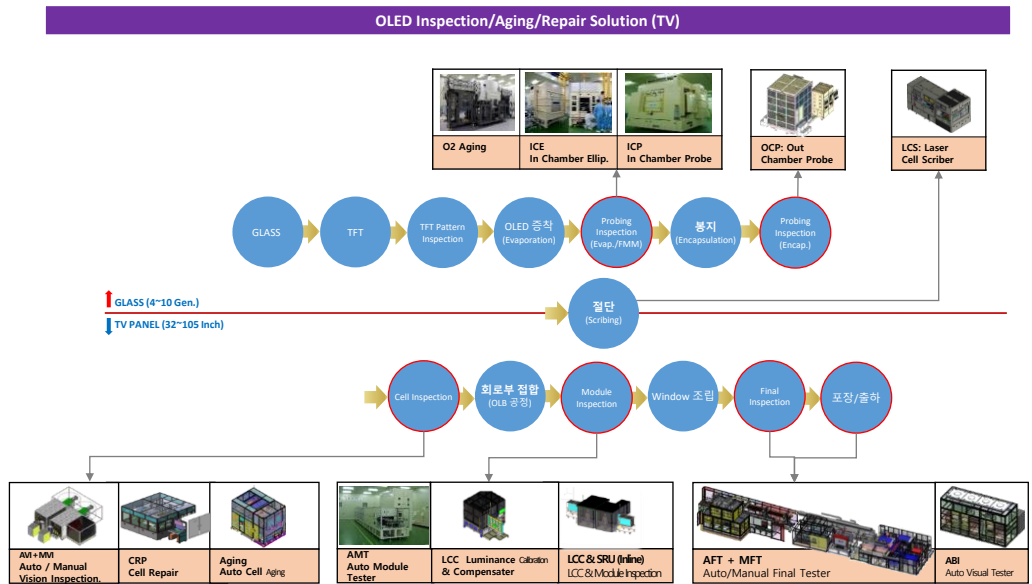 OLED Inspection/Aging/Repair Solution (TV)
O2 Aging
ICE
In Chamber Ellip.
ICP
In Chamber Probe
OCP: Out
Chamber Probe
LCS: Laser
Cell Scriber
GLASS
TFT
TFT Pattern
Inspection
OLED 증착
(Evaporation)
Probing
Inspection
(Evap./FMM)
봉지
(Encapsulation)
Probing
Inspection
(Encap.)
GLASS (4~10 Gen.)
TV PANEL (32~105 Inch)
절단
(Scribing)
Cell Inspection
회로부 접합
(OLB 공정)
Module
Inspection
Window 조립
Final
Inspection
포장/출하
AVI+MVI
Auto / Manual
Vision Inspection.
CRP
Cell Repair
Aging
Auto Cell Aging
AMT
Auto Module
Tester
LCC Luminance Calibration
& Compensater
LCC & SRU (Inline)
LCC & Module Inspection
AFT + MFT
Auto/Manual Final Tester
ABI
Auto Visual Tester